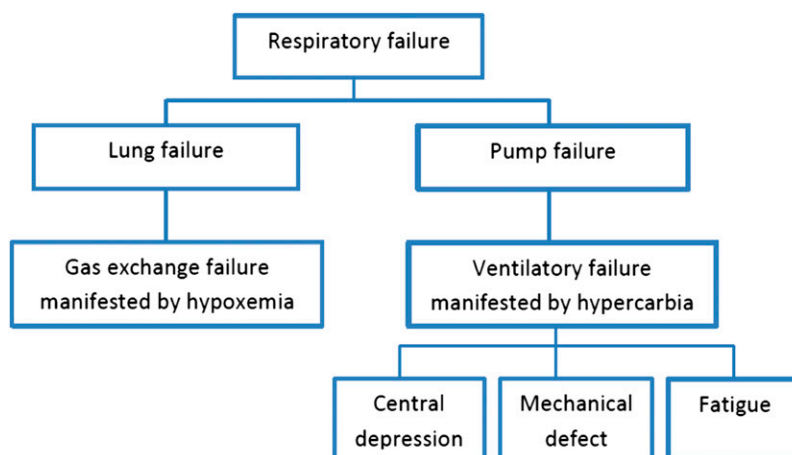 Respiratory failure
Lung failure
Pump failure
Gas exchange failure
manifested by hypoxemia
Ventilatory failure
manifested by hypercarbia
Central
depression
Mechanical
defect
Fatigue